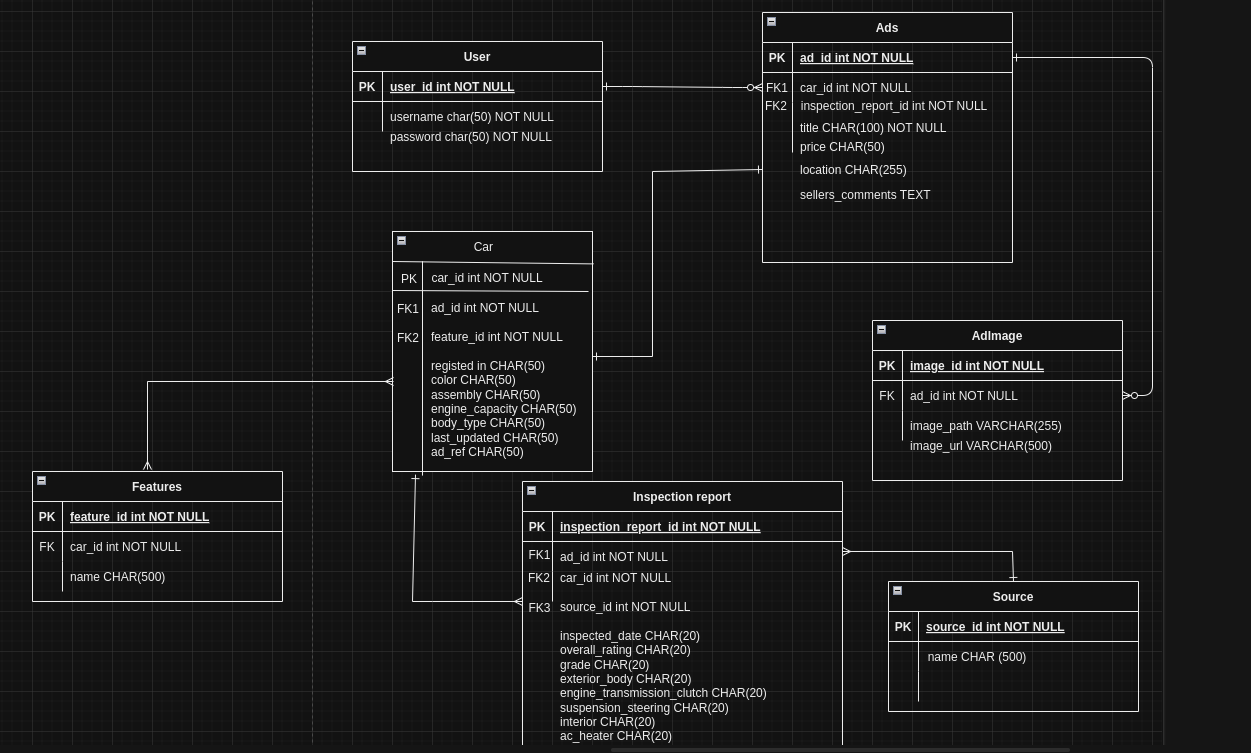 User
PK user_id int NOT NULL
username char(50) NOT NULL
password char(50) NOT NULL
Ads
PK ad_id int NOT NULL
FK1 car_id int NOT NULL
FK2 inspection_report_id int NOT NULL
title CHAR(100) NOT NULL
price CHAR(50)
location CHAR(255)
sellers_comments TEXT
Car
PK car_id int NOT NULL
FK1 ad_id int NOT NULL
FK2 feature_id int NOT NULL
registed in CHAR(50)
color CHAR(50)
assembly CHAR(50)
engine_capacity CHAR(50)
body_type CHAR(50)
last_updated CHAR(50)
ad_ref CHAR(50)
AdImage
PK image_id int NOT NULL
FK ad_id int NOT NULL
image_path VARCHAR(255)
image_url VARCHAR(500)
Features
PK feature_id int NOT NULL
FK car_id int NOT NULL
name CHAR(500)
Inspection report
PK inspection_report_id int NOT NULL
FK1 ad_id int NOT NULL
FK2 car_id int NOT NULL
FK3 source_id int NOT NULL
inspected_date CHAR(20)
overall_rating CHAR(20)
grade CHAR(20)
exterior_body CHAR(20)
engine_transmission_clutch CHAR(20)
suspension_steering CHAR(20)
interior CHAR(20)
ac_heater CHAR(20)
Source
PK source_id int NOT NULL
name CHAR (500)